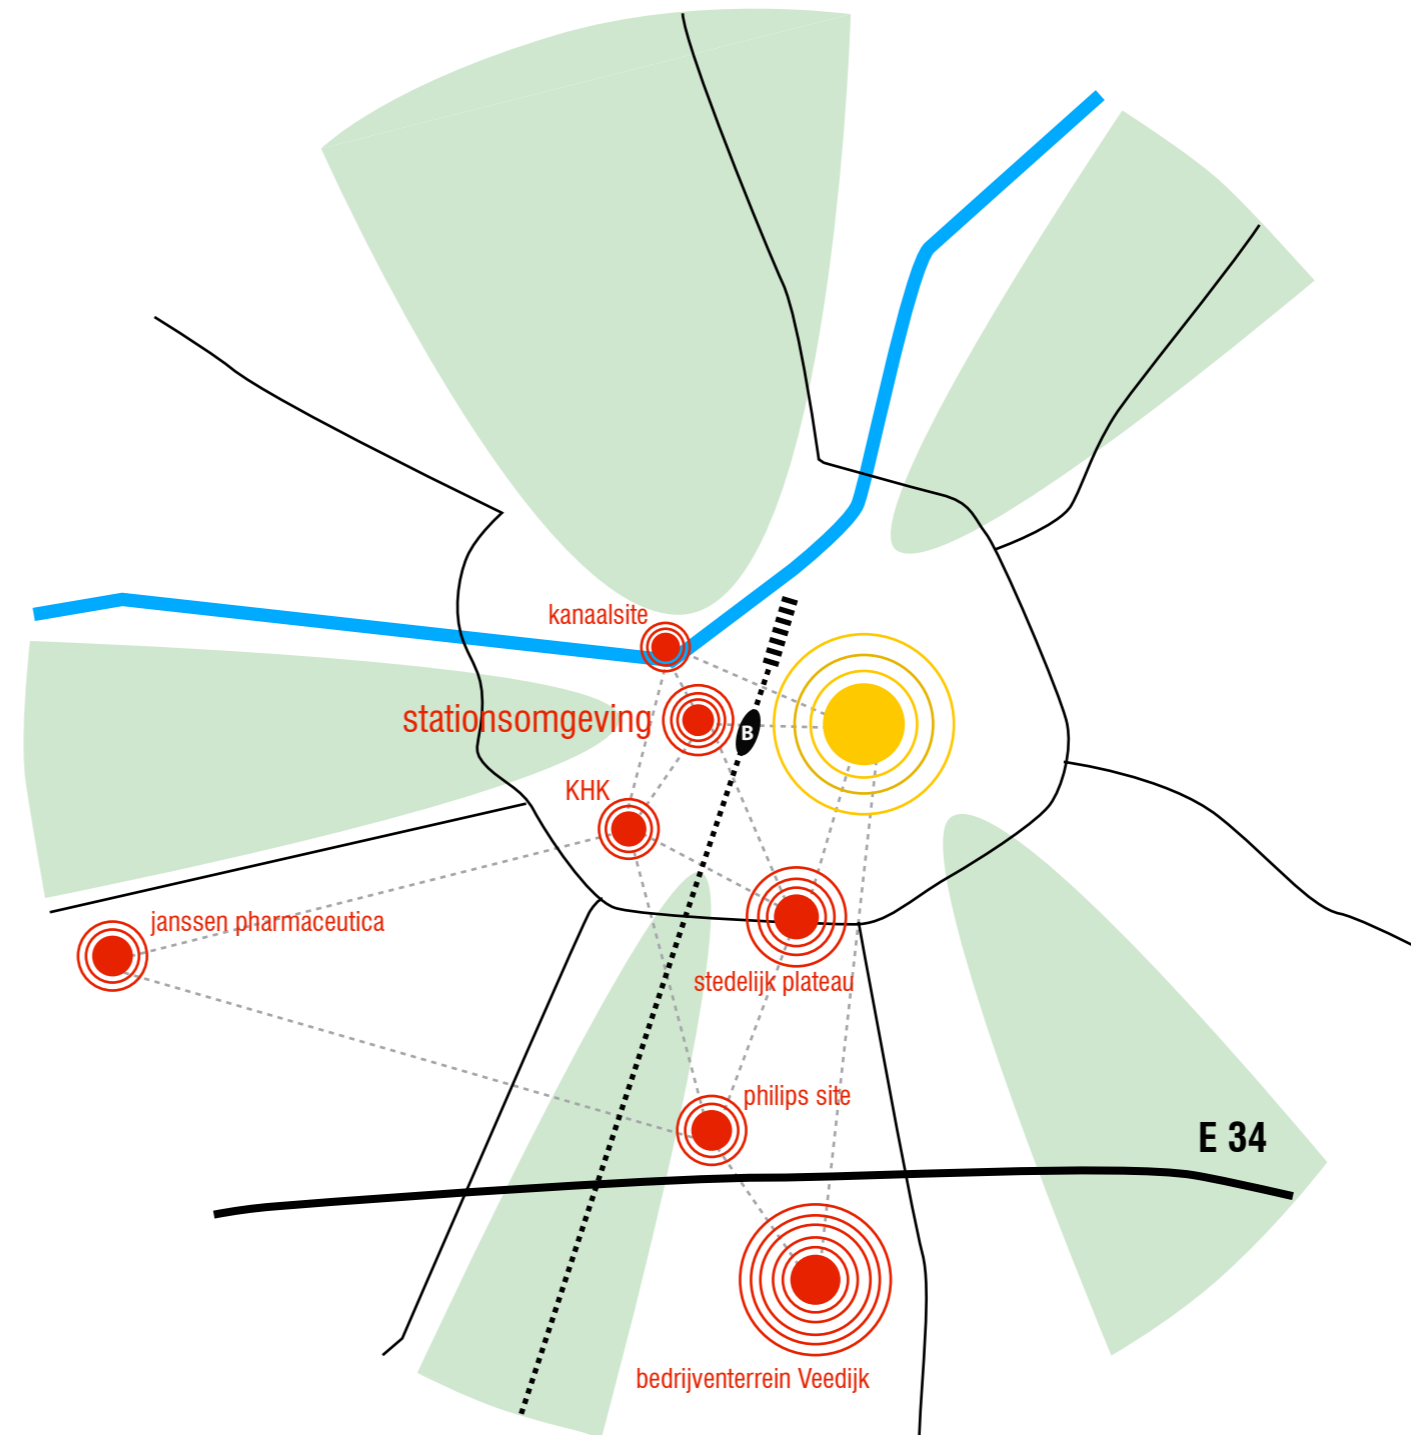 kanaalsite
stationsomgeving
B
KHK
janssen pharmaceutica
stedelijk plateau
philips site
E 34
bedrijventerrein Veedijk